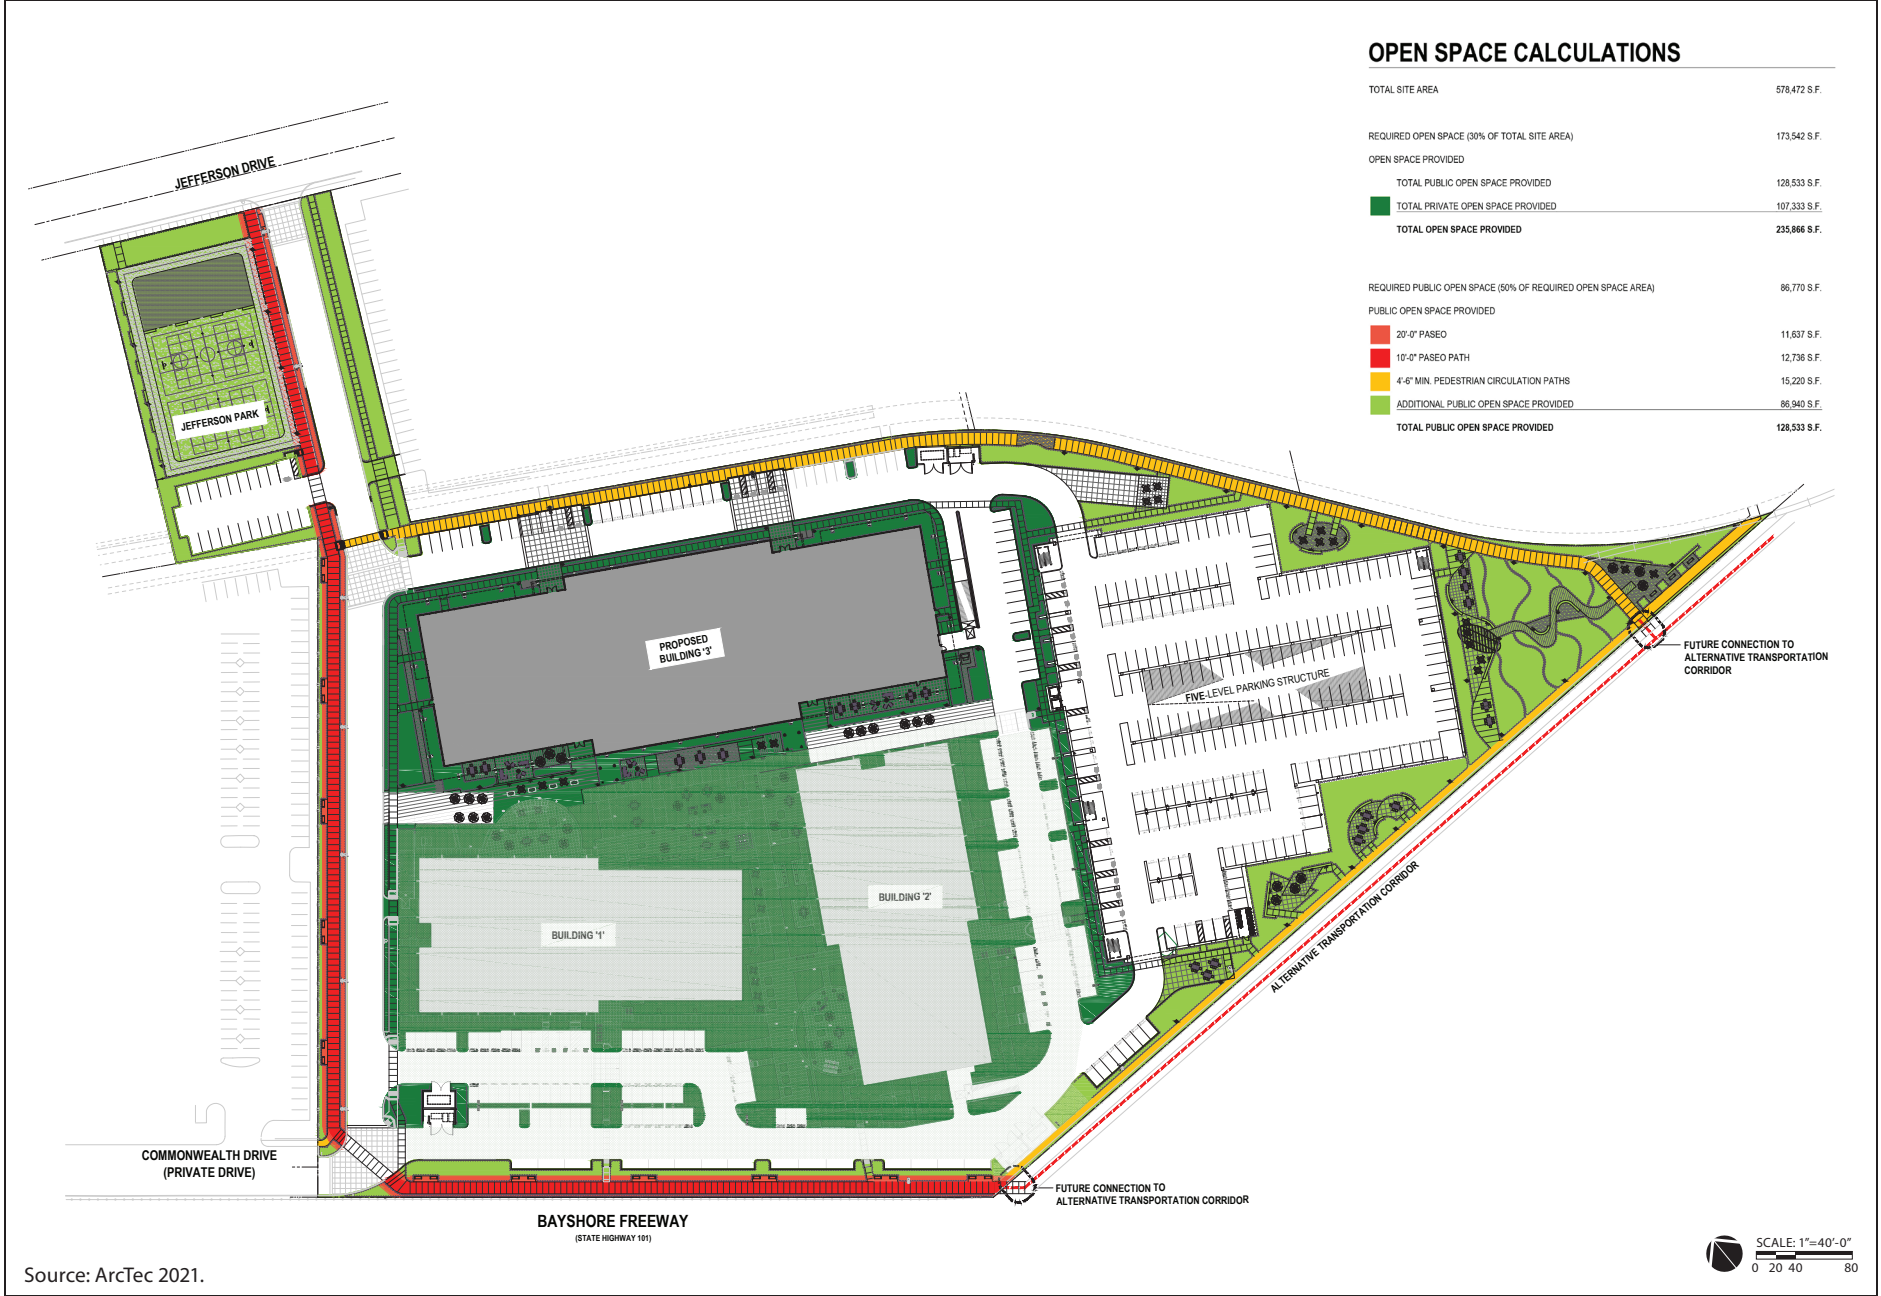 OPEN SPACE CALCULATIONS
TOTAL SITE AREA 578,472 S.F.
REQUIRED OPEN SPACE (30% OF TOTAL SITE AREA) 173,542 S.F.
OPEN SPACE PROVIDED
TOTAL PUBLIC OPEN SPACE PROVIDED 128,533 S.F.
TOTAL PRIVATE OPEN SPACE PROVIDED 107,333 S.F.
TOTAL OPEN SPACE PROVIDED 235,866 S.F.
REQUIRED PUBLIC OPEN SPACE (50% OF REQUIRED OPEN SPACE AREA) 86,770 S.F.
PUBLIC OPEN SPACE PROVIDED
20'-0" PASEO 11,637 S.F.
10'-0" PASEO PATH 12,736 S.F.
4'-6" MIN. PEDESTRIAN CIRCULATION PATHS 15,220 S.F.
ADDITIONAL PUBLIC OPEN SPACE PROVIDED 86,940 S.F.
TOTAL PUBLIC OPEN SPACE PROVIDED 128,533 S.F.
JEFFERSON DRIVE
JEFFERSON PARK
PROPOSED
BUILDING '3'
FIVE-LEVEL PARKING STRUCTURE
FUTURE CONNECTION TO
ALTERNATIVE TRANSPORTATION
CORRIDOR
BUILDING '2'
BUILDING '1'
ALTERNATIVE TRANSPORTATION CORRIDOR
COMMONWEALTH DRIVE
(PRIVATE DRIVE)
FUTURE CONNECTION TO
ALTERNATIVE TRANSPORTATION CORRIDOR
BAYSHORE FREEWAY
(STATE HIGHWAY 101)
SCALE: 1"=40'-0"
0 20 40 80
Source: ArcTec 2021.